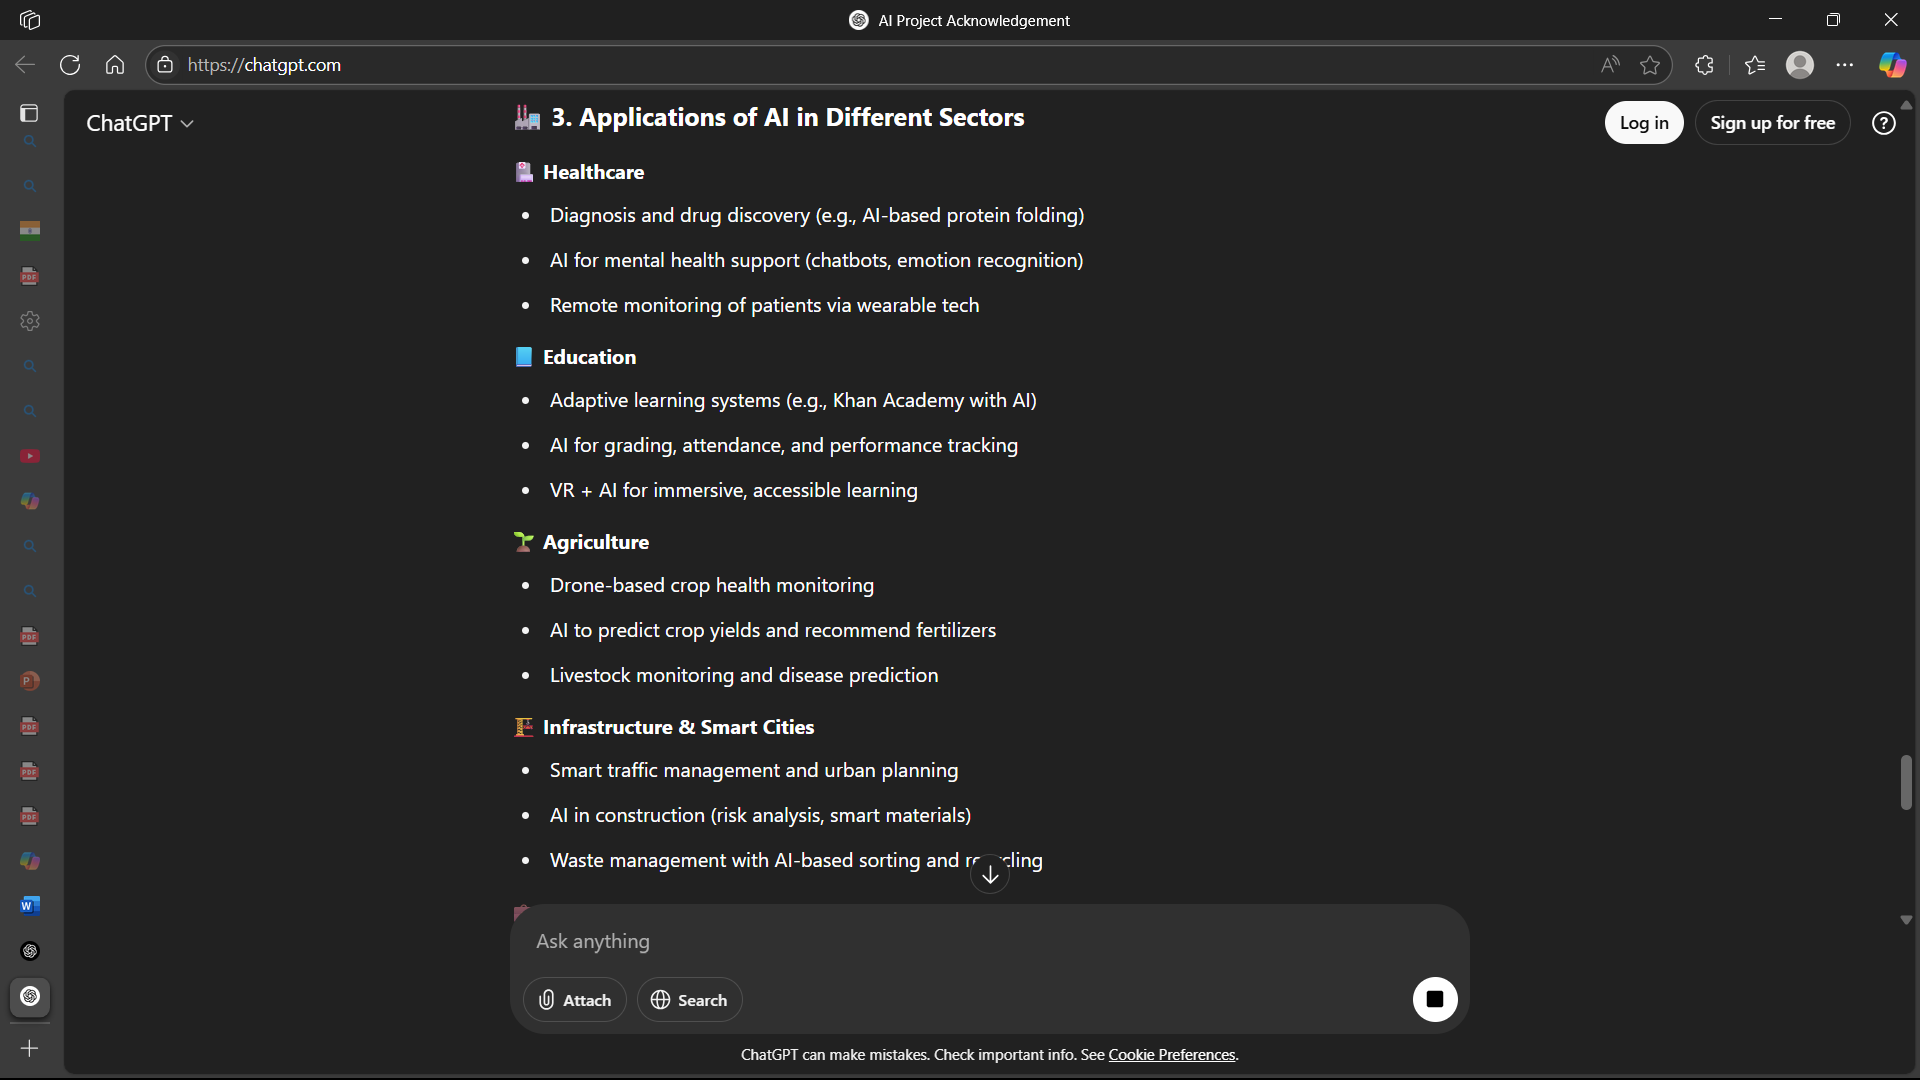 AI Project Acknowledgement
https://chatgpt.com
ChatGPT
Log in
Sign up for free
3. Applications of AI in Different Sectors
Healthcare
• Diagnosis and drug discovery (e.g., AI-based protein folding)
• AI for mental health support (chatbots, emotion recognition)
• Remote monitoring of patients via wearable tech
Education
• Adaptive learning systems (e.g., Khan Academy with AI)
• AI for grading, attendance, and performance tracking
• VR + AI for immersive, accessible learning
Agriculture
• Drone-based crop health monitoring
• AI to predict crop yields and recommend fertilizers
• Livestock monitoring and disease prediction
Infrastructure & Smart Cities
• Smart traffic management and urban planning
• AI in construction (risk analysis, smart materials)
• Waste management with AI-based sorting and
Ask anything
Attach
Search
ChatGPT can make mistakes. Check important info. See Cookie Preferences.